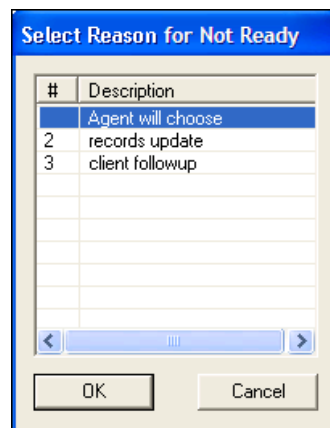 Select Reason for Not Ready
# Description
Agent will choose
2 records update
3 client followup
OK Cancel